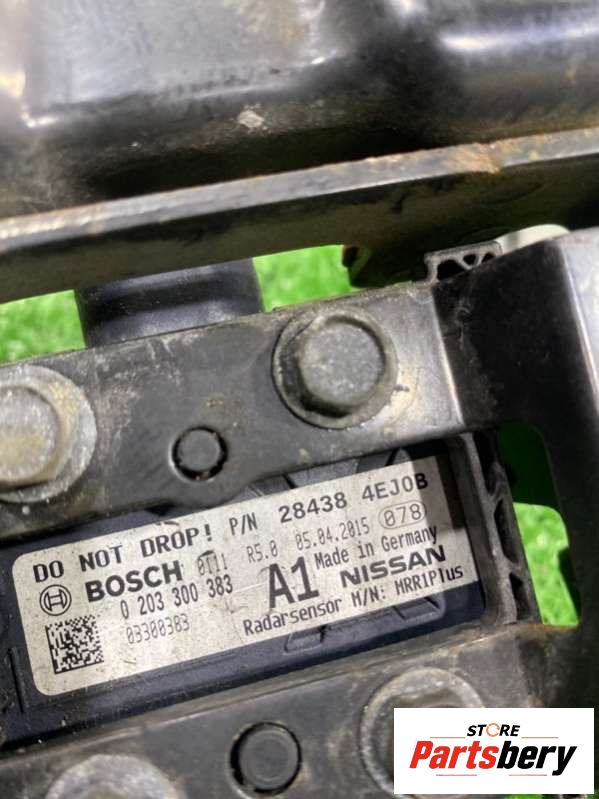 DO NOT DROP! P/N 28438 4EJ0B
BOSCH 0111 R5.0 05.04.2015 078
0 203 300 383 A1 Made in Germany
NISSAN
03300383 Radarsensor M/N: MRR1Plus
STORE
Partsbery